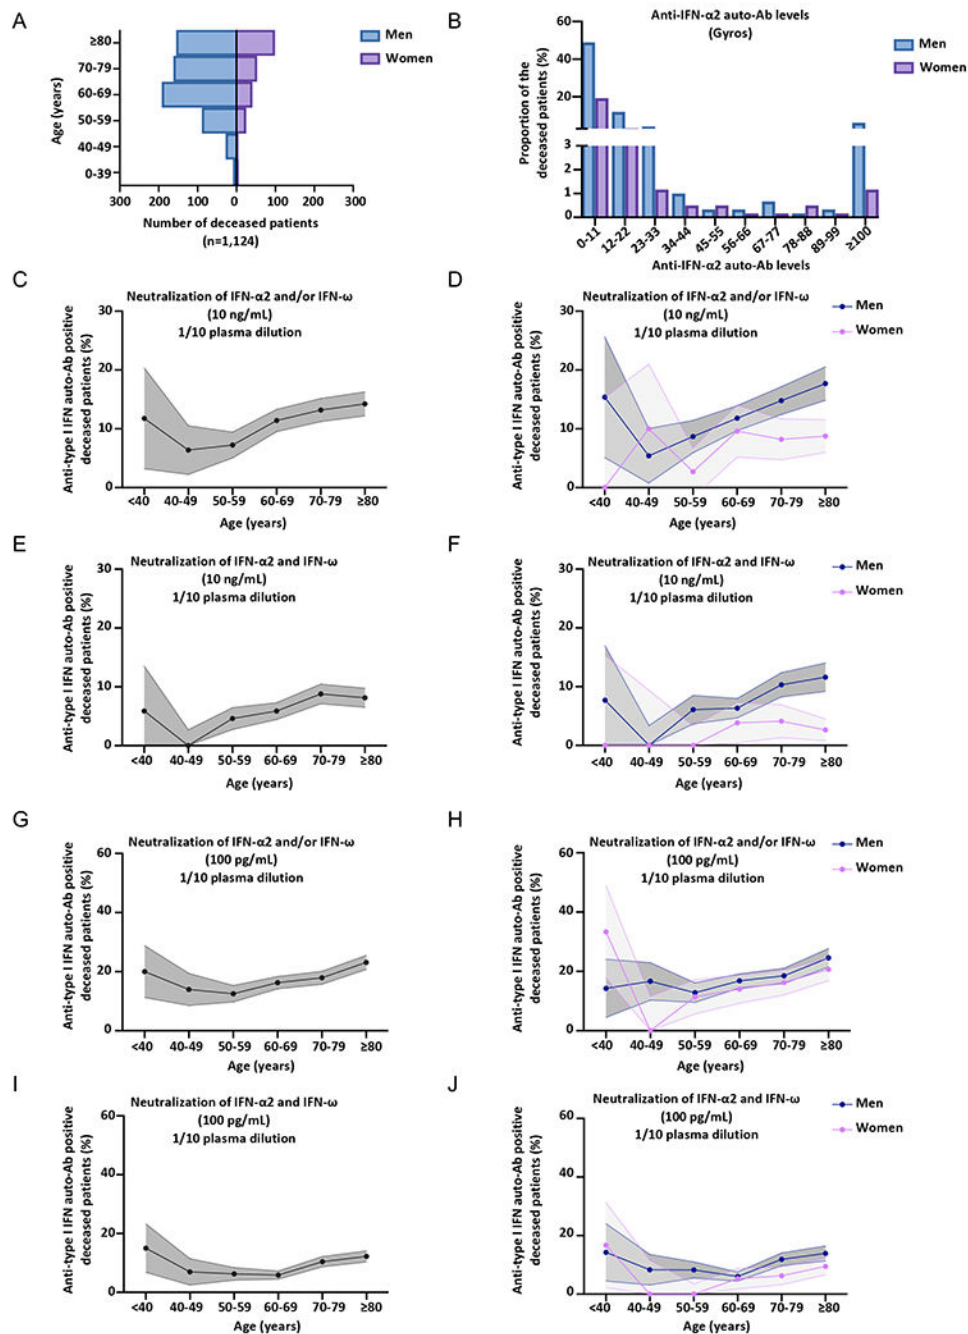 A
≥80
70-79
60-69
50-59
40-49
0-39
Age (years)
300 200 100 0 100 200 300
Number of deceased patients
(n=1,124)
Men
Women
B
Anti-IFN-α2 auto-Ab levels
(Gyros)
Men
Women
Proportion of the
deceased patients (%)
60
40
20
3
2
1
0
0-11 12-22 23-33 34-44 45-55 56-66 67-77 78-88 89-99 ≥100
Anti-IFN-α2 auto-Ab levels
C
Neutralization of IFN-α2 and/or IFN-ω
(10 ng/mL)
1/10 plasma dilution
Anti-type I IFN auto-Ab positive
deceased patients (%)
30
20
10
0
<40 40-49 50-59 60-69 70-79 ≥80
Age (years)
D
Neutralization of IFN-α2 and/or IFN-ω
(10 ng/mL)
1/10 plasma dilution
Men
Women
Anti-type I IFN auto-Ab positive
deceased patients (%)
30
20
10
0
<40 40-49 50-59 60-69 70-79 ≥80
Age (years)
E
Neutralization of IFN-α2 and IFN-ω
(10 ng/mL)
1/10 plasma dilution
Anti-type I IFN auto-Ab positive
deceased patients (%)
30
20
10
0
<40 40-49 50-59 60-69 70-79 ≥80
Age (years)
F
Neutralization of IFN-α2 and IFN-ω
(10 ng/mL)
1/10 plasma dilution
Men
Women
Anti-type I IFN auto-Ab positive
deceased patients (%)
30
20
10
0
<40 40-49 50-59 60-69 70-79 ≥80
Age (years)
G
Neutralization of IFN-α2 and/or IFN-ω
(100 pg/mL)
1/10 plasma dilution
Anti-type I IFN auto-Ab positive
deceased patients (%)
60
40
20
0
<40 40-49 50-59 60-69 70-79 ≥80
Age (years)
H
Neutralization of IFN-α2 and/or IFN-ω
(100 pg/mL)
1/10 plasma dilution
Men
Women
Anti-type I IFN auto-Ab positive
deceased patients (%)
60
40
20
0
<40 40-49 50-59 60-69 70-79 ≥80
Age (years)
I
Neutralization of IFN-α2 and IFN-ω
(100 pg/mL)
1/10 plasma dilution
Anti-type I IFN auto-Ab positive
deceased patients (%)
60
40
20
0
<40 40-49 50-59 60-69 70-79 ≥80
Age (years)
J
Neutralization of IFN-α2 and IFN-ω
(100 pg/mL)
1/10 plasma dilution
Men
Women
Anti-type I IFN auto-Ab positive
deceased patients (%)
60
40
20
0
<40 40-49 50-59 60-69 70-79 ≥80
Age (years)